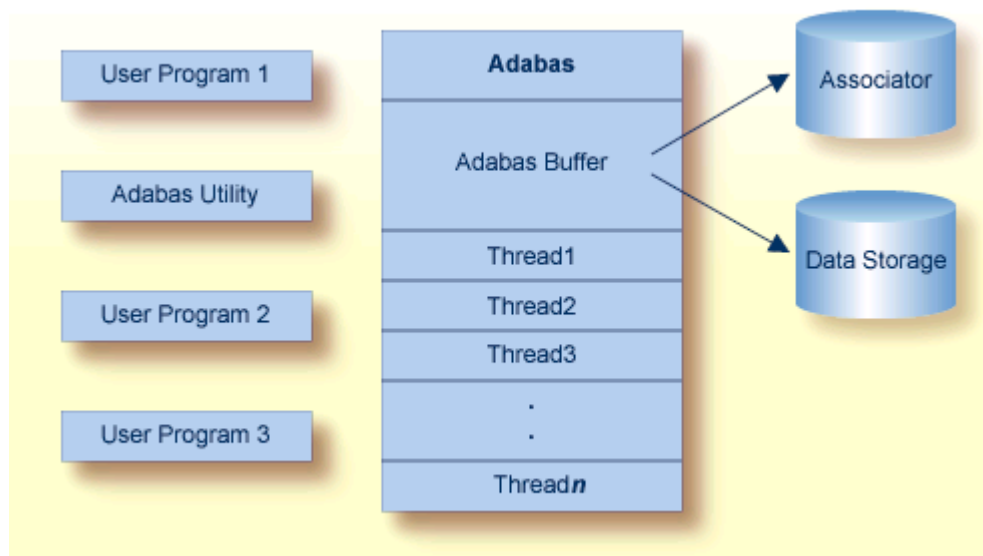 User Program 1
Adabas Utility
User Program 2
User Program 3
Adabas
Adabas Buffer
Thread1
Thread2
Thread3
.
.
Threadn
Associator
Data Storage